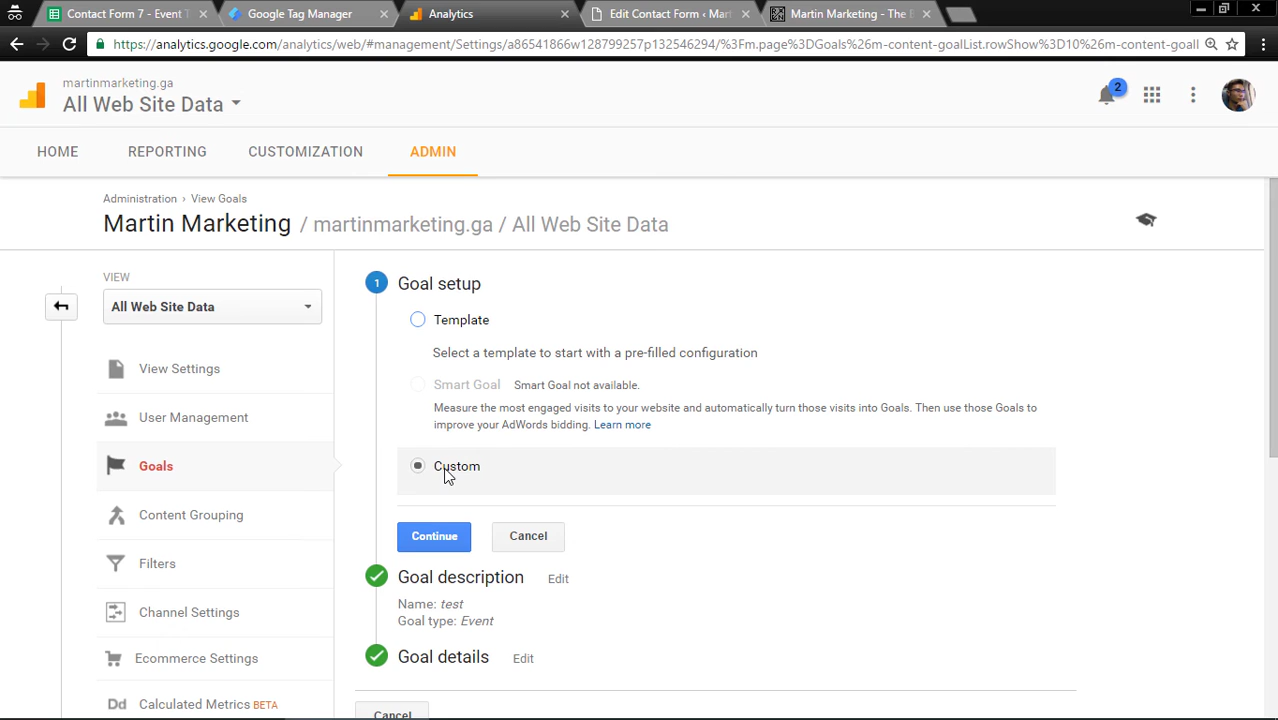 Contact Form 7 - Event T
Google Tag Manager
Analytics
Edit Contact Form ‹ Mart
Martin Marketing - The B
https://analytics.google.com/analytics/web/#management/Settings/a86541866w128799257p132546294/%3Fm.page%3DGoals%26m-content-goalList.rowShow%3D10%26m-content-goall
martinmarketing.ga
All Web Site Data
2
HOME
REPORTING
CUSTOMIZATION
ADMIN
Administration › View Goals
Martin Marketing / martinmarketing.ga / All Web Site Data
VIEW
All Web Site Data
View Settings
User Management
Goals
Content Grouping
Filters
Channel Settings
Ecommerce Settings
Dd Calculated Metrics BETA
1 Goal setup
Template
Select a template to start with a pre-filled configuration
Smart Goal Smart Goal not available.
Measure the most engaged visits to your website and automatically turn those visits into Goals. Then use those Goals to
improve your AdWords bidding. Learn more
Custom
Continue Cancel
Goal description Edit
Name: test
Goal type: Event
Goal details Edit
Cancel